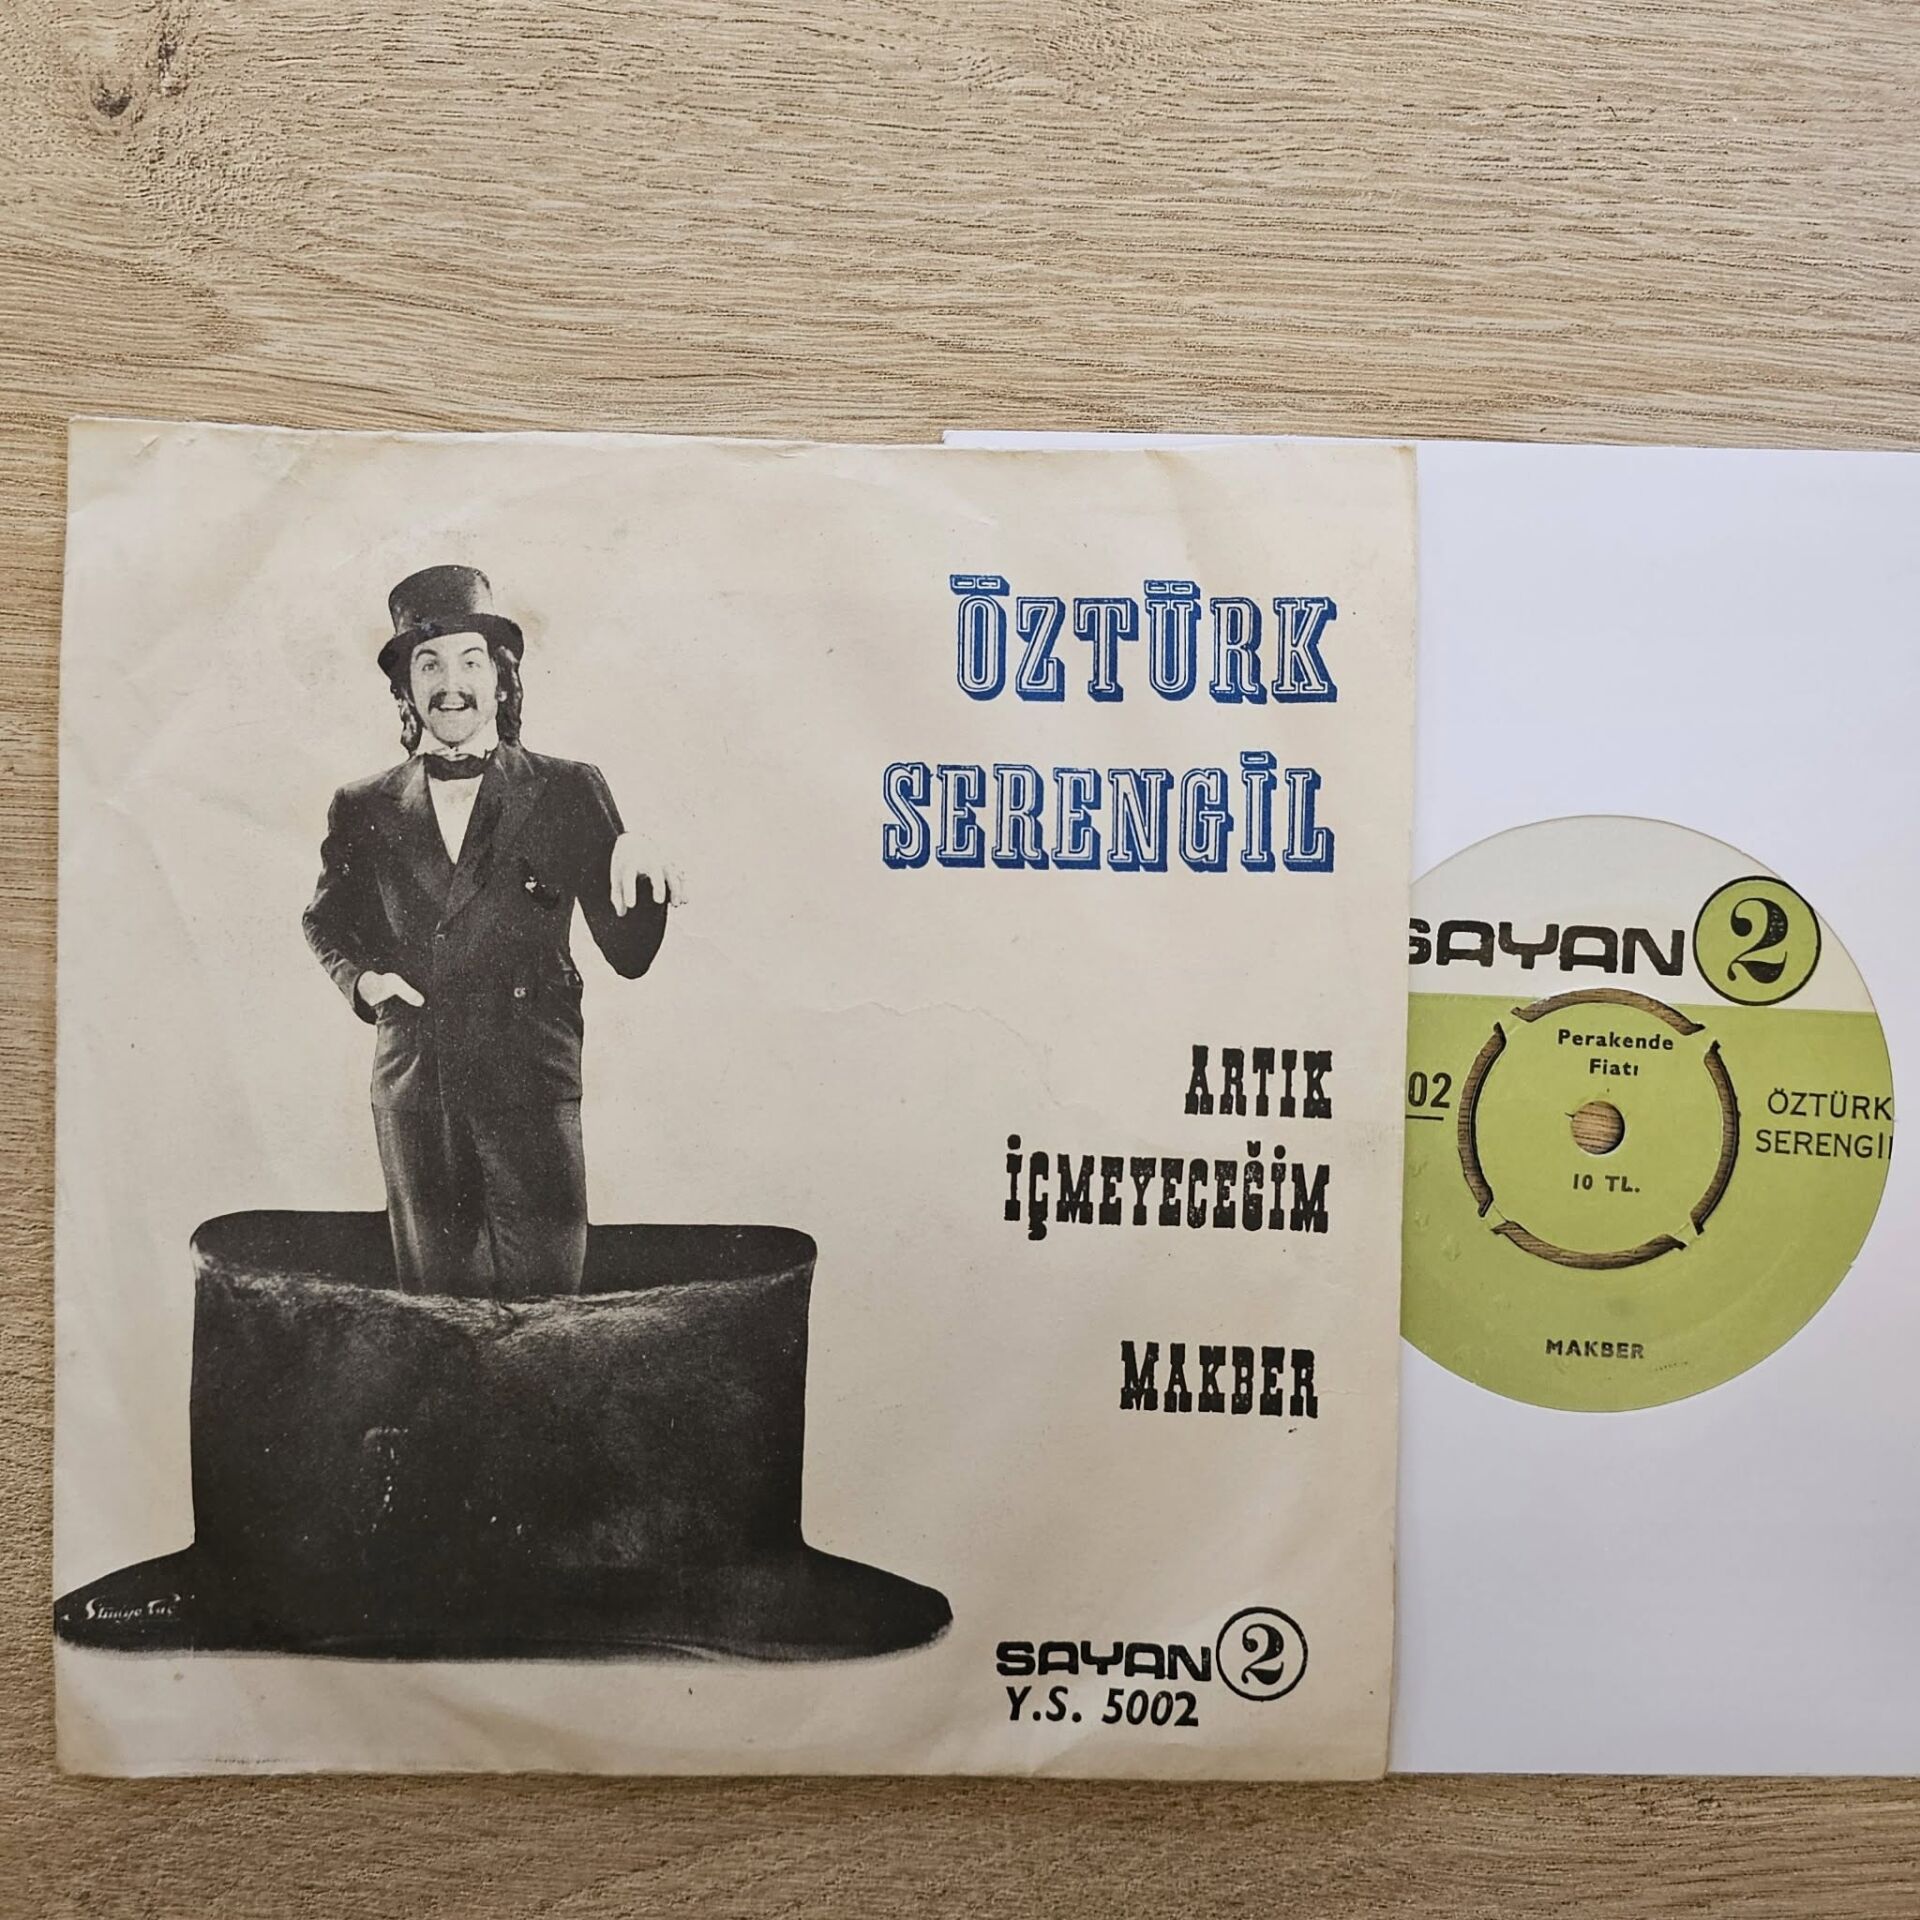 ÖZTÜRK
SERENGİL
ARTIK
İÇMEYECEĞİM
MAKBER
SAYAN 2
Y.S. 5002
SAYAN 2
Perakende
Fiatı
02
ÖZTÜRK
SERENGİL
10 TL.
MAKBER